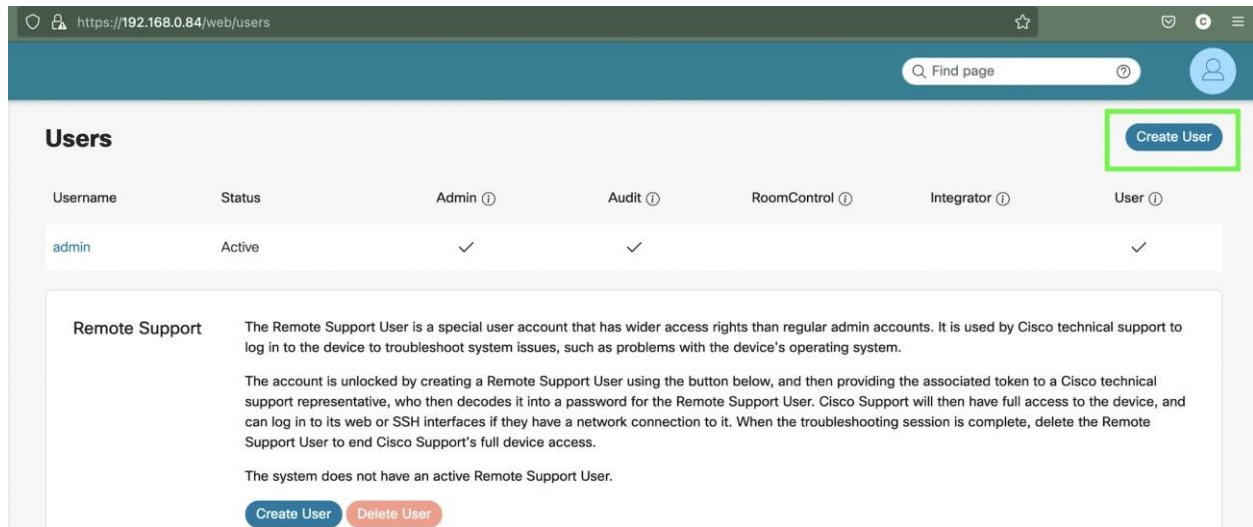 https://192.168.0.84/web/users
C
Find page
Users
Create User
Username Status Admin Audit RoomControl Integrator User
admin Active
Remote Support
The Remote Support User is a special user account that has wider access rights than regular admin accounts. It is used by Cisco technical support to
log in to the device to troubleshoot system issues, such as problems with the device's operating system.
The account is unlocked by creating a Remote Support User using the button below, and then providing the associated token to a Cisco technical
support representative, who then decodes it into a password for the Remote Support User. Cisco Support will then have full access to the device, and
can log in to its web or SSH interfaces if they have a network connection to it. When the troubleshooting session is complete, delete the Remote
Support User to end Cisco Support's full device access.
The system does not have an active Remote Support User.
Create User Delete User